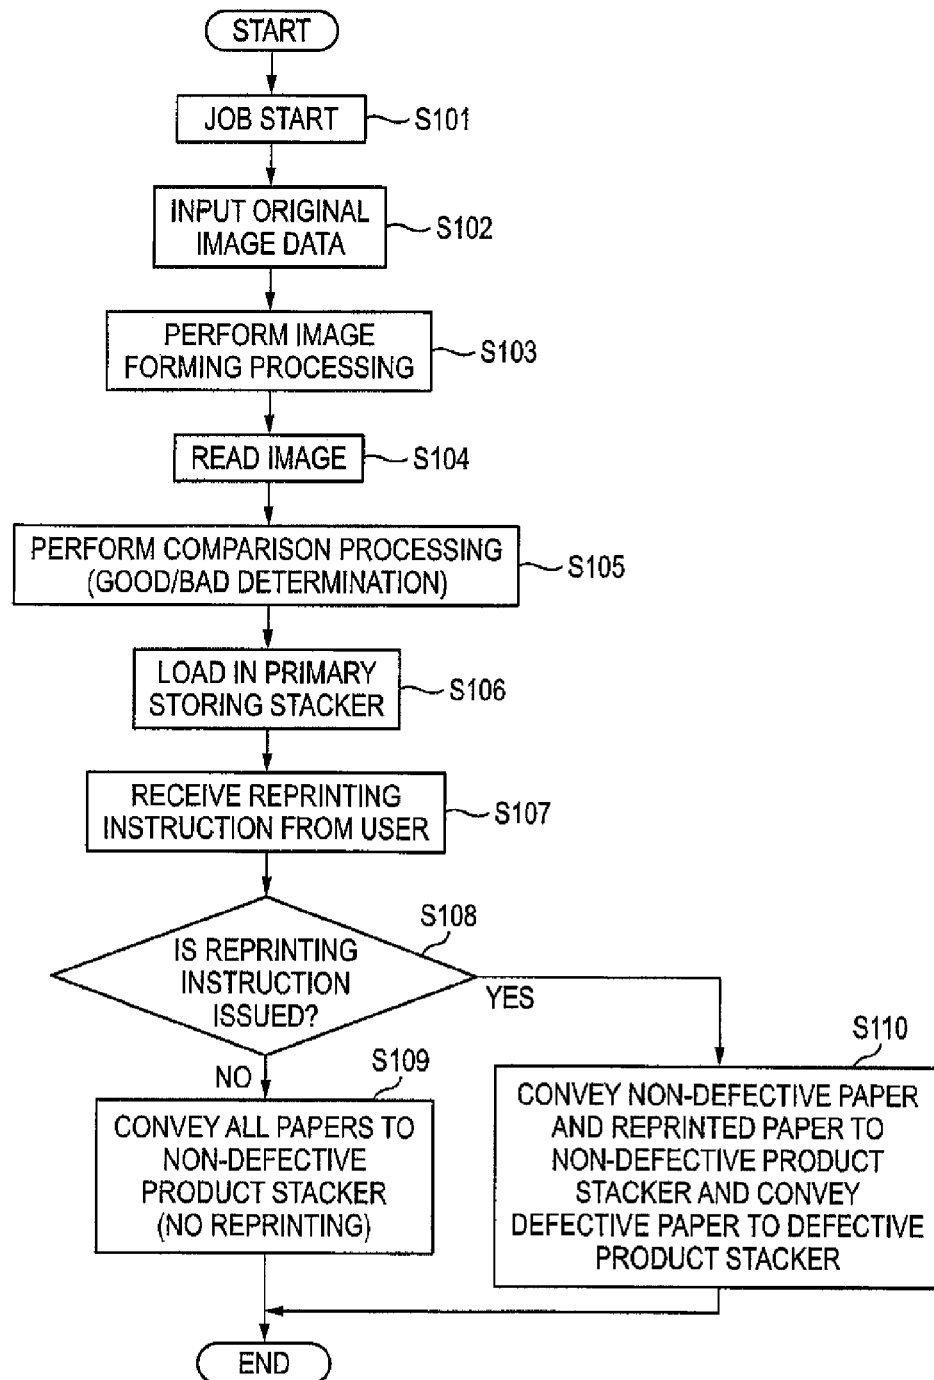 START
JOB START
S101
INPUT ORIGINAL
IMAGE DATA
S102
PERFORM IMAGE
FORMING PROCESSING
S103
READ IMAGE
S104
PERFORM COMPARISON PROCESSING
(GOOD/BAD DETERMINATION)
S105
LOAD IN PRIMARY
STORING STACKER
S106
RECEIVE REPRINTING
INSTRUCTION FROM USER
S107
S108
IS REPRINTING
INSTRUCTION
ISSUED?
YES
NO
S109
CONVEY ALL PAPERS TO
NON-DEFECTIVE
PRODUCT STACKER
(NO REPRINTING)
S110
CONVEY NON-DEFECTIVE PAPER
AND REPRINTED PAPER TO
NON-DEFECTIVE PRODUCT
STACKER AND CONVEY
DEFECTIVE PAPER TO DEFECTIVE
PRODUCT STACKER
END